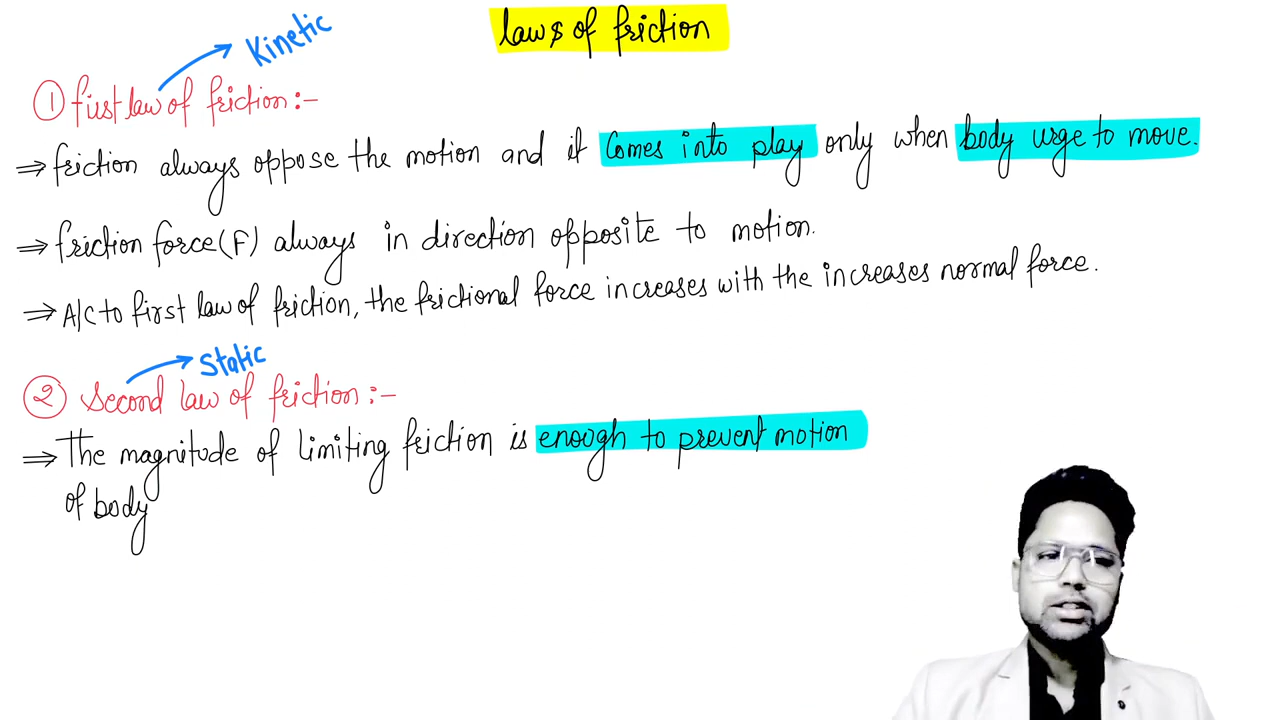 laws of friction
Kinetic
① first law of friction :-
⇒ friction always oppose the motion and it Comes into play only when body urge to move.
⇒ friction force (F) always in direction opposite to motion.
⇒ A/c to first law of friction, the frictional force increases with the increases normal force.
Static
② Second law of friction :-
⇒ The magnitude of limiting friction is enough to prevent motion
of body